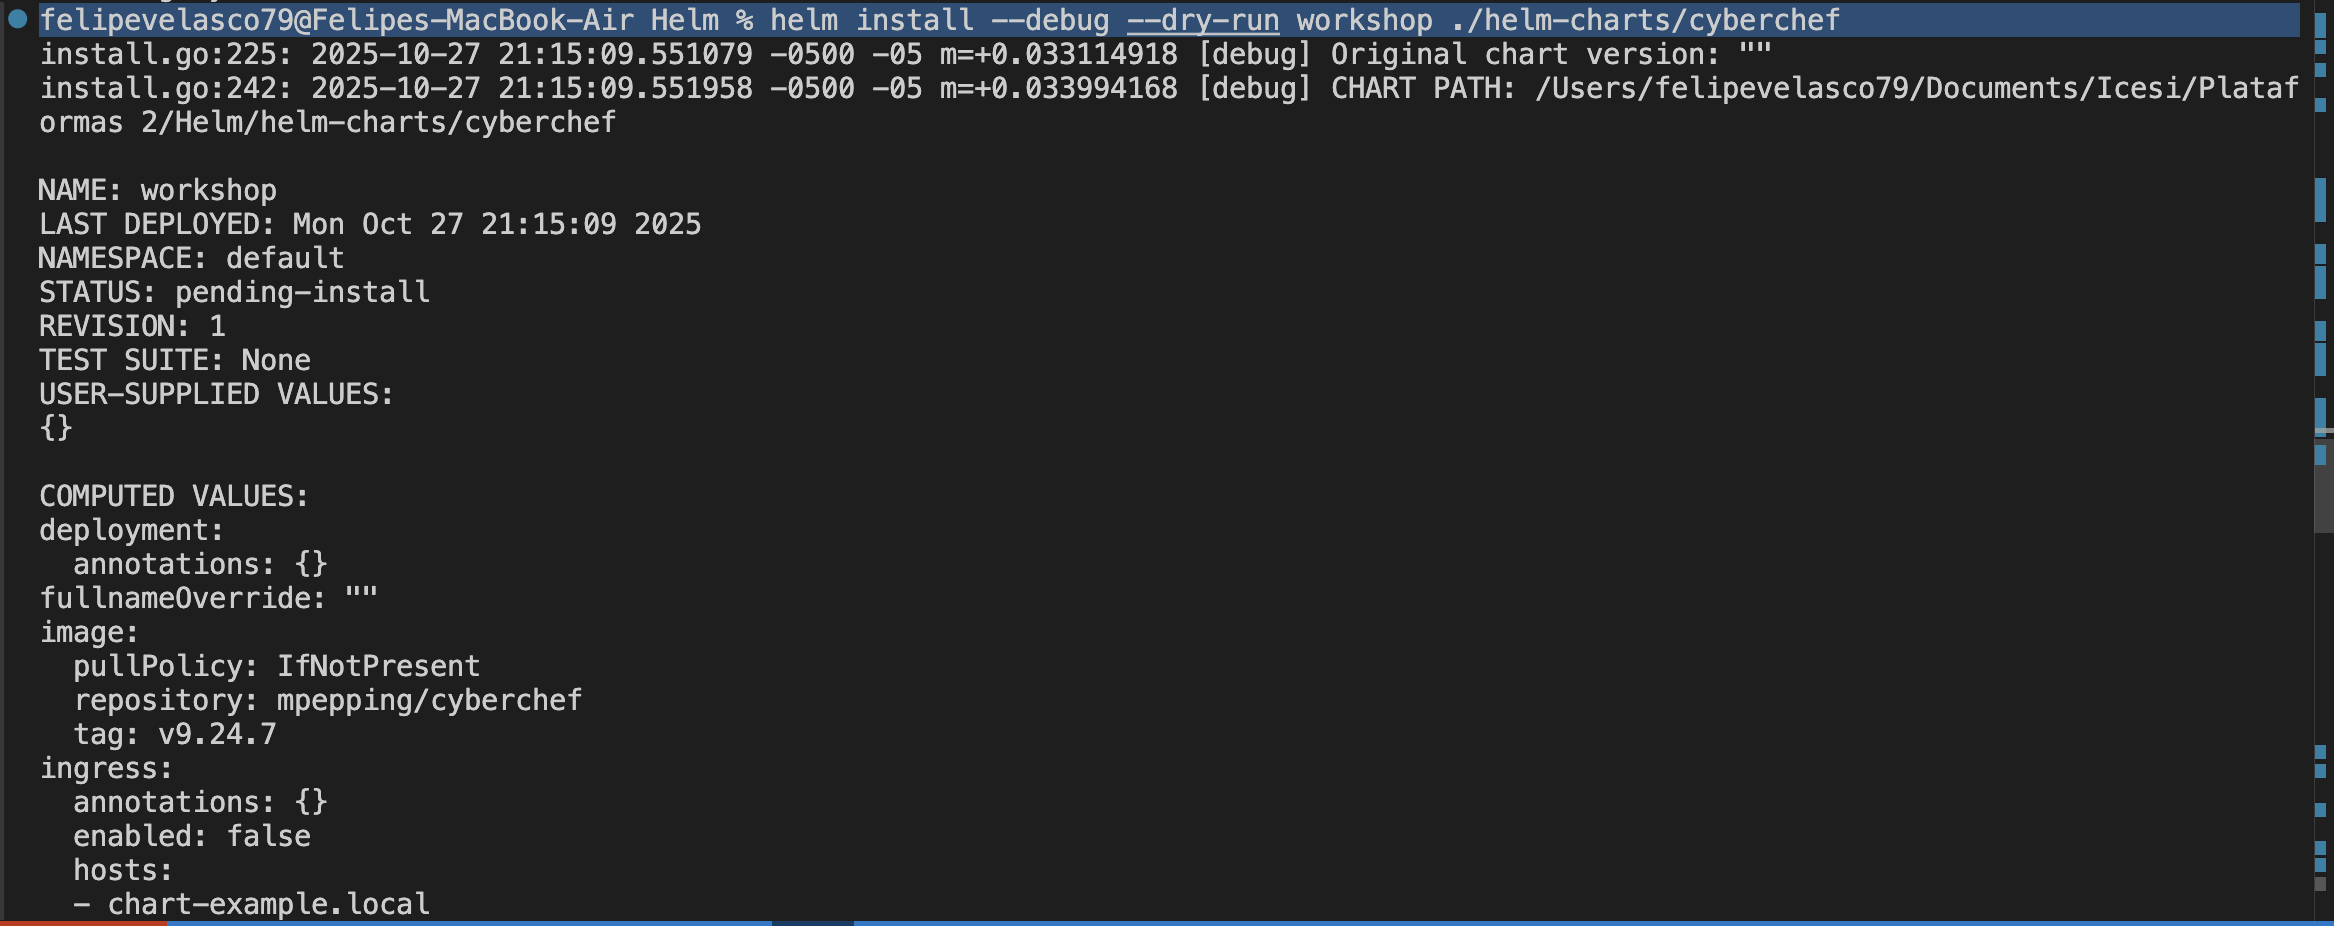 felipevelasco79@Felipes-MacBook-Air Helm % helm install --debug --dry-run workshop ./helm-charts/cyberchef
install.go:225: 2025-10-27 21:15:09.551079 -0500 -05 m=+0.033114918 [debug] Original chart version: ""
install.go:242: 2025-10-27 21:15:09.551958 -0500 -05 m=+0.033994168 [debug] CHART PATH: /Users/felipevelasco79/Documents/Icesi/Plataf
ormas 2/Helm/helm-charts/cyberchef
NAME: workshop
LAST DEPLOYED: Mon Oct 27 21:15:09 2025
NAMESPACE: default
STATUS: pending-install
REVISION: 1
TEST SUITE: None
USER-SUPPLIED VALUES:
{}
COMPUTED VALUES:
deployment:
  annotations: {}
fullnameOverride: ""
image:
  pullPolicy: IfNotPresent
  repository: mpepping/cyberchef
  tag: v9.24.7
ingress:
  annotations: {}
  enabled: false
  hosts:
  - chart-example.local